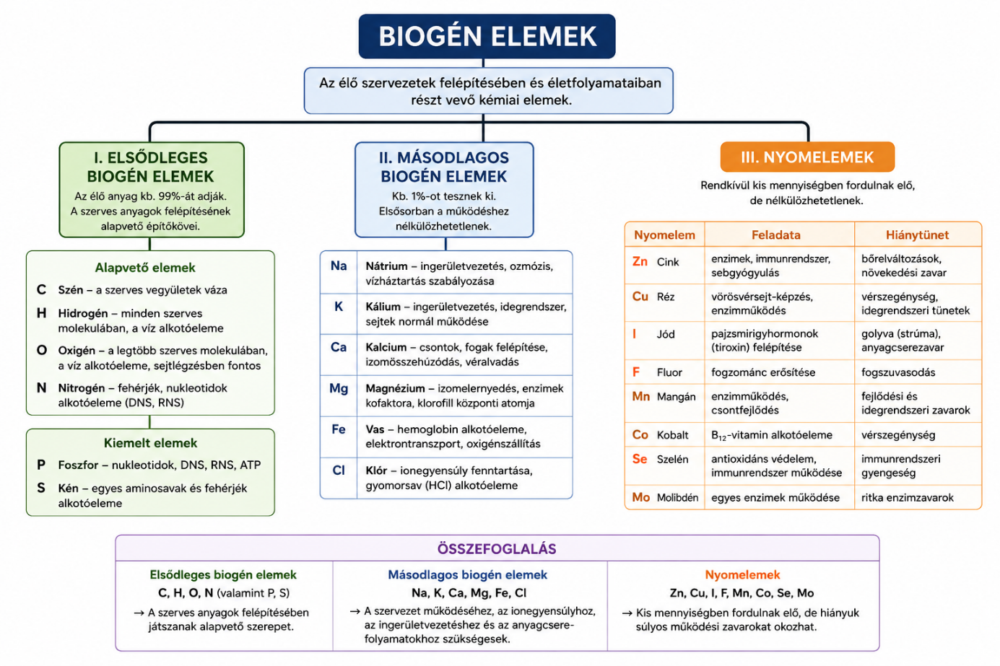 BIOGÉN ELEMEK
Az élő szervezetek felépítésében és életfolyamataiban
részt vevő kémiai elemek.
I. ELSŐDLEGES
BIOGÉN ELEMEK
Az élő anyag kb. 99%-át adják.
A szerves anyagok felépítésének
alapvető építőkövei.
Alapvető elemek
C Szén – a szerves vegyületek váza
H Hidrogén – minden szerves
molekulában, a víz alkotóeleme
O Oxigén – a legtöbb szerves molekulában,
a víz alkotóeleme, sejtlégzésben fontos
N Nitrogén – fehérjék, nukleotidok
alkotóeleme (DNS, RNS)
Kiemelt elemek
P Foszfor – nukleotidok, DNS, RNS, ATP
S Kén – egyes aminosavak és fehérjék
alkotóeleme
II. MÁSODLAGOS
BIOGÉN ELEMEK
Kb. 1%-ot tesznek ki.
Elsősorban a működéshez
nélkülözhetetlenek.
Na Nátrium – ingerületvezetés, ozmózis,
vízháztartás szabályozása
K Kálium – ingerületvezetés, idegrendszer,
sejtek normál működése
Ca Kalcium – csontok, fogak felépítése,
izomösszehúzódás, véralvadás
Mg Magnézium – izomelernyedés, enzimek
kofaktora, klorofill központi atomja
Fe Vas – hemoglobin alkotóeleme,
elektrontranszport, oxigénszállítás
Cl Klór – ionegyensúly fenntartása,
gyomorsav (HCl) alkotóeleme
III. NYOMELEMEK
Rendkívül kis mennyiségben fordulnak elő,
de nélkülözhetetlenek.
Nyomelem Feladata Hiánytünet
Zn Cink enzimek, immunrendszer, bőrelváltozások,
sebgyógyulás növekedési zavar
Cu Réz vörösvérsejt-képzés, vérszegénység,
enzimműködés idegrendszeri tünetek
I Jód pajzsmirigyhormonok golyva (strúma),
(tiroxin) felépítése anyagcserezavar
F Fluor fogzománc erősítése fogszuvasodás
Mn Mangán enzimműködés, fejlődési és
csontfejlődés idegrendszeri zavarok
Co Kobalt B₁₂-vitamin alkotóeleme vérszegénység
Se Szelén antioxidáns védelem, immunrendszeri
immunrendszer működése gyengeség
Mo Molibdén egyes enzimek működése ritka enzimzavarok
ÖSSZEFOGLALÁS
Elsődleges biogén elemek
C, H, O, N (valamint P, S)
→ A szerves anyagok felépítésében
játszanak alapvető szerepet.
Másodlagos biogén elemek
Na, K, Ca, Mg, Fe, Cl
→ A szervezet működéséhez, az ionegyensúlyhoz,
az ingerületvezetéshez és az anyagcsere-
folyamatokhoz szükségesek.
Nyomelemek
Zn, Cu, I, F, Mn, Co, Se, Mo
→ Kis mennyiségben fordulnak elő, de hiányuk
súlyos működési zavarokat okozhat.